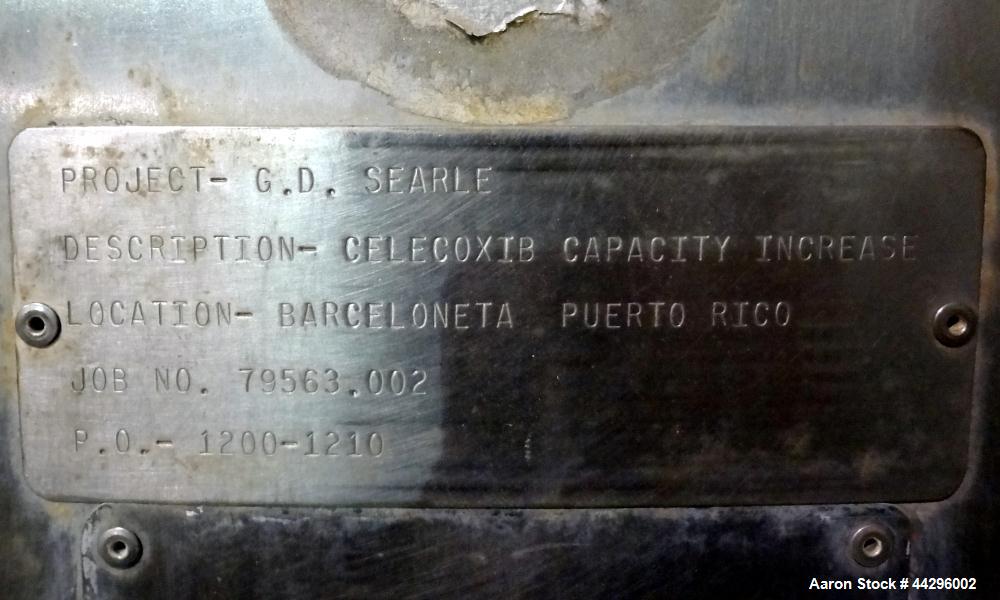 PROJECT- G.D. SEARLE
DESCRIPTION- CELECOXIB CAPACITY INCREASE
LOCATION- BARCELONETA PUERTO RICO
JOB NO. 79563.002
P.O.- 1200-1210
Aaron Stock # 44296002